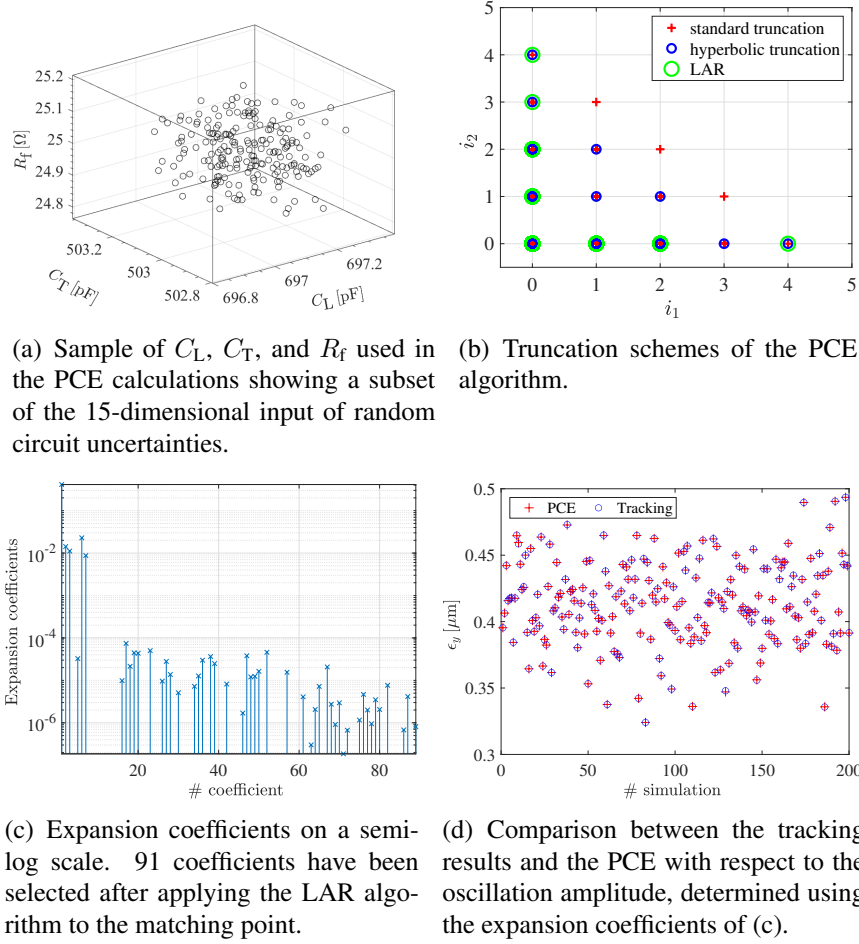 25.2
25.1
25
24.9
24.8
R_f [Ω]
503.2
503
502.8
C_T [pF]
696.8
697
697.2
C_L [pF]
standard truncation
hyperbolic truncation
LAR
4
3
2
1
0
i_2
0 1 2 3 4 5
i_1
(a) Sample of C_L, C_T, and R_f used in
the PCE calculations showing a subset
of the 15-dimensional input of random
circuit uncertainties.
(b) Truncation schemes of the PCE
algorithm.
10^{-2}
10^{-4}
10^{-6}
Expansion coefficients
20 40 60 80
# coefficient
PCE Tracking
0.5
0.45
0.4
0.35
0.3
ϵ_y [μm]
0 50 100 150 200
# simulation
(c) Expansion coefficients on a semi-
log scale. 91 coefficients have been
selected after applying the LAR algo-
rithm to the matching point.
(d) Comparison between the tracking
results and the PCE with respect to the
oscillation amplitude, determined using
the expansion coefficients of (c).